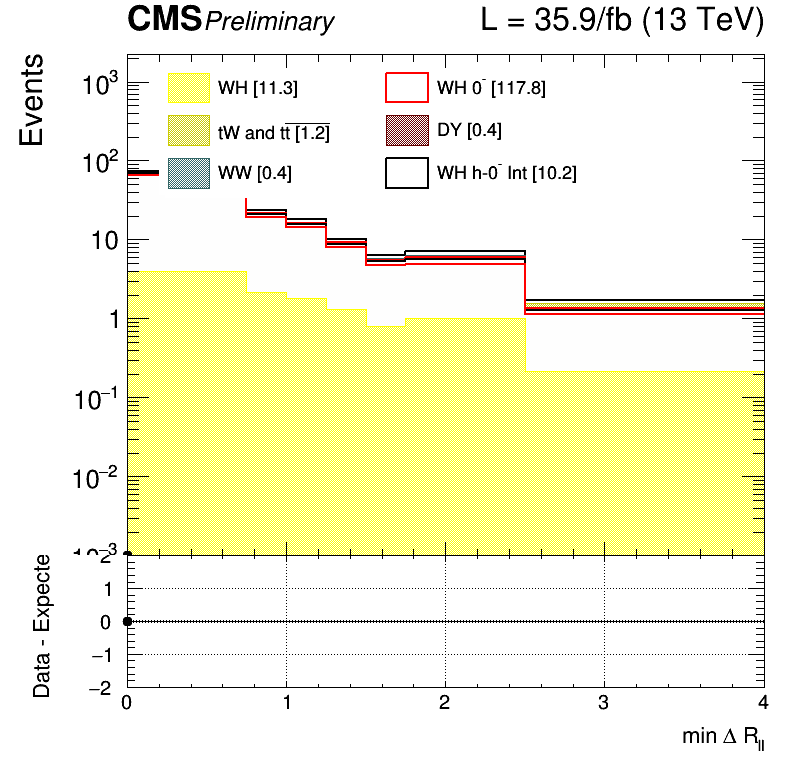 CMS Preliminary L = 35.9/fb (13 TeV)
Events
10³
10²
10
1
10⁻¹
10⁻²
10⁻³
WH [11.3]
WH 0⁻ [117.8]
tW and tt̅ [1.2]
DY [0.4]
WW [0.4]
WH h-0⁻ Int [10.2]
Data - Expecte
2
1
0
−1
−2
0 1 2 3 4
min Δ R_ll